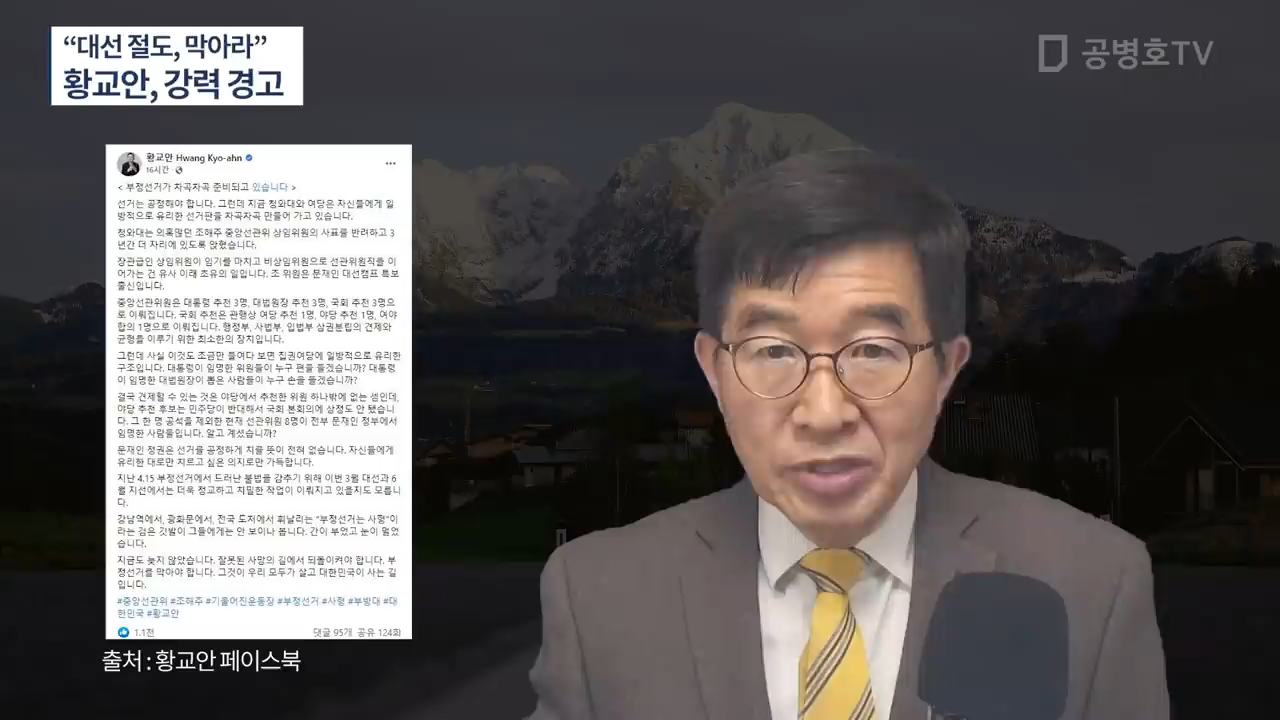 “대선 절도, 막아라”
황교안, 강력 경고
공병호TV
황교안 Hwang Kyo-ahn
16시간
< 부정선거가 차곡차곡 준비되고 있습니다 >
선거는 공정해야 합니다. 그런데 지금 청와대와 여당은 자신들에게 일
방적으로 유리한 선거판을 차곡차곡 만들어 가고 있습니다.
청와대는 의혹많던 조해주 중앙선관위 상임위원의 사표를 반려하고 3
년간 더 자리에 있도록 앉혔습니다.
장관급인 상임위원이 임기를 마치고 비상임위원으로 선관위원직을 이
어가는 건 유사 이래 초유의 일입니다. 조 위원은 문재인 대선캠프 특보
출신입니다.
중앙선관위원은 대통령 추천 3명, 대법원장 추천 3명, 국회 추천 3명으
로 이뤄집니다. 국회 추천은 관행상 여당 추천 1명, 야당 추천 1명, 여야
합의 1명으로 이뤄집니다. 행정부, 사법부, 입법부 삼권분립의 견제와
균형을 이루기 위한 최소한의 장치입니다.
그런데 사실 이것도 조금만 들여다 보면 집권여당에 일방적으로 유리한
구조입니다. 대통령이 임명한 위원들이 누구 편을 들겠습니까? 대통령
이 임명한 대법원장이 뽑은 사람들이 누구 손을 들겠습니까?
결국 견제할 수 있는 것은 야당에서 추천한 위원 하나밖에 없는 셈인데,
야당 추천 후보는 민주당이 반대해서 국회 본회의에 상정도 안 됐습니
다. 그 한 명 공석을 제외한 현재 선관위원 8명이 전부 문재인 정부에서
임명한 사람들입니다. 알고 계셨습니까?
문재인 정권은 선거를 공정하게 치를 뜻이 전혀 없습니다. 자신들에게
유리한 대로만 치르고 싶은 의지로만 가득합니다.
지난 4.15 부정선거에서 드러난 불법을 감추기 위해 이번 3월 대선과 6
월 지선에서는 더욱 정교하고 치밀한 작업이 이뤄지고 있을지도 모릅니
다.
강남역에서, 광화문에서, 전국 도처에서 휘날리는 "부정선거는 사형"이
라는 검은 깃발이 그들에게는 안 보이나 봅니다. 간이 부었고 눈이 멀었
습니다.
지금도 늦지 않았습니다. 잘못된 사망의 길에서 되돌이켜야 합니다. 부
정선거를 막아야 합니다. 그것이 우리 모두가 살고 대한민국이 사는 길
입니다.
#중앙선관위 #조해주 #기울어진운동장 #부정선거 #사형 #부방대 #대
한민국 #황교안
1.1천
댓글 95개 공유 124회
출처 : 황교안 페이스북